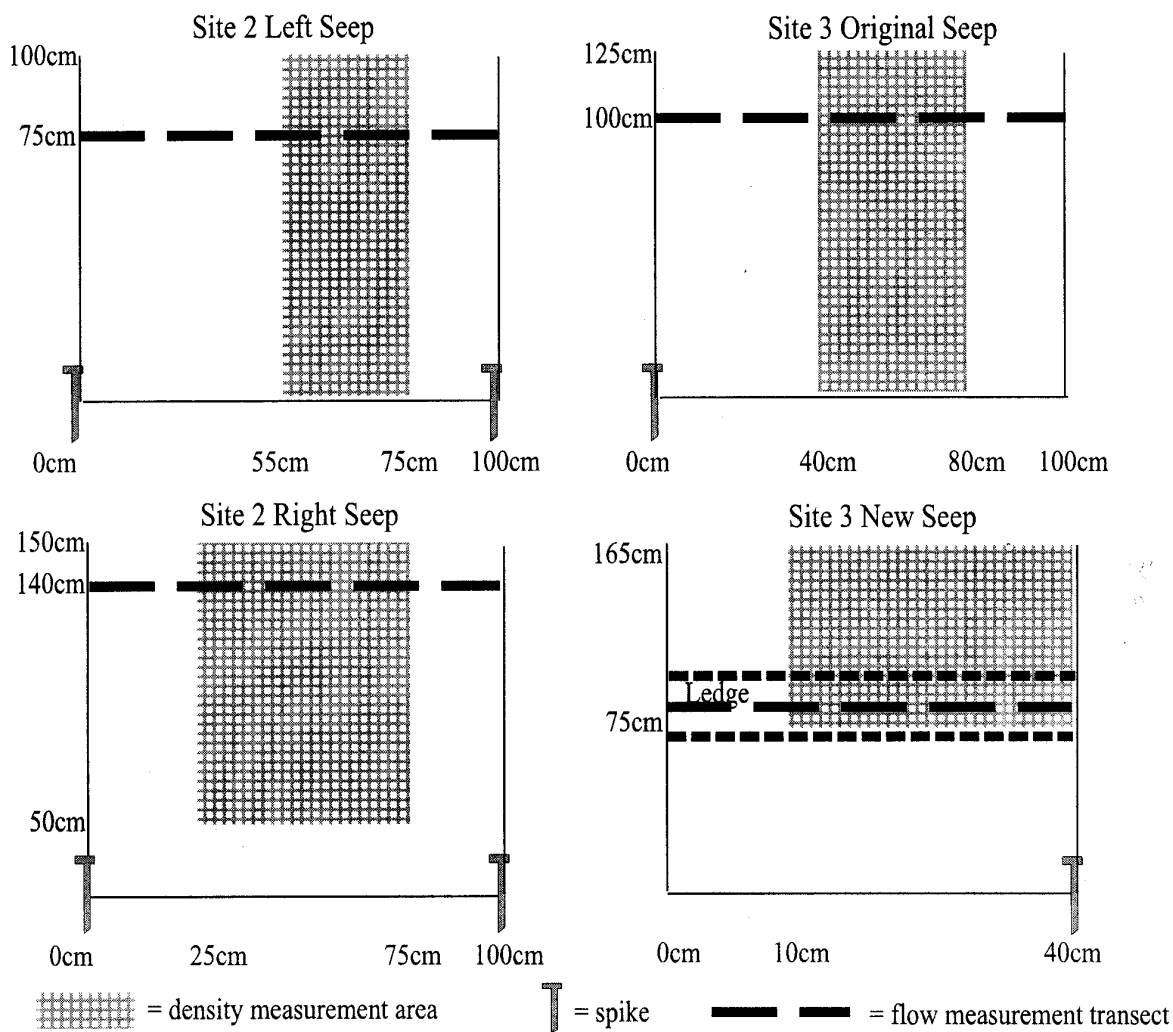 Site 2 Left Seep
100cm
75cm
0cm 55cm 75cm 100cm
Site 3 Original Seep
125cm
100cm
0cm 40cm 80cm 100cm
Site 2 Right Seep
150cm
140cm
50cm
0cm 25cm 75cm 100cm
Site 3 New Seep
165cm
Ledge
75cm
0cm 10cm 40cm
= density measurement area = spike = flow measurement transect